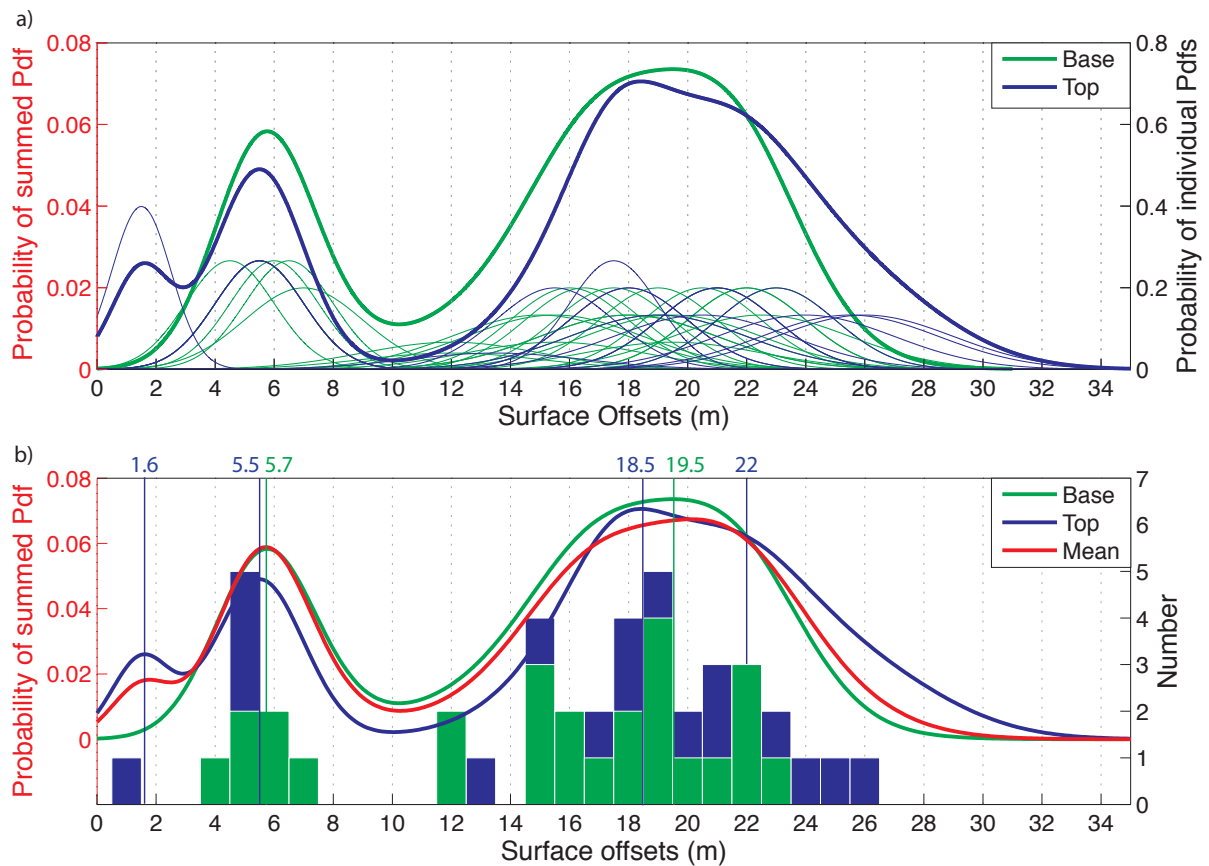 a)
0.08
0.06
0.04
0.02
0
Probability of summed Pdf
0.8
0.6
0.4
0.2
0
Probability of individual Pdfs
Base
Top
0 2 4 6 8 10 12 14 16 18 20 22 24 26 28 30 32 34
Surface Offsets (m)
b)
1.6 5.5 5.7 18.5 19.5 22
0.08
0.06
0.04
0.02
0
Probability of summed Pdf
7
6
5
4
3
2
1
0
Number
Base
Top
Mean
0 2 4 6 8 10 12 14 16 18 20 22 24 26 28 30 32 34
Surface offsets (m)